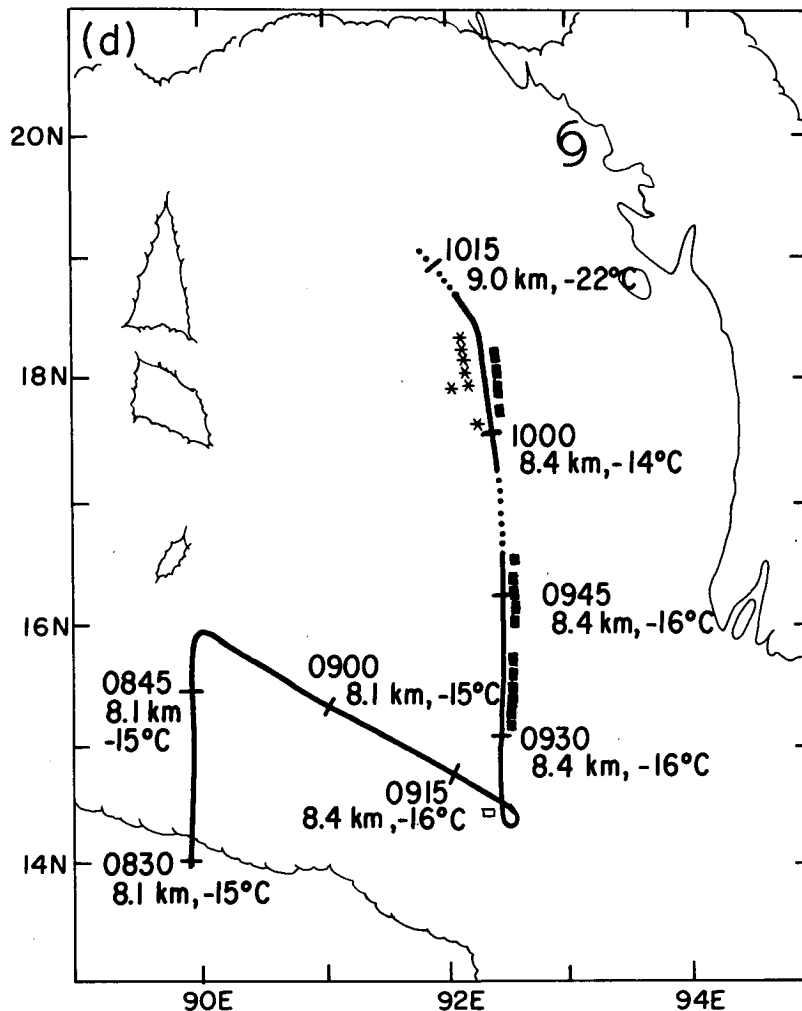 (d)
20N
1015
9.0 km, -22°C
18N
1000
8.4 km, -14°C
0945
8.4 km, -16°C
16N
0900
8.1 km, -15°C
0845
8.1 km
-15°C
0930
8.4 km, -16°C
0915
8.4 km, -16°C
14N
0830
8.1 km, -15°C
90E
92E
94E